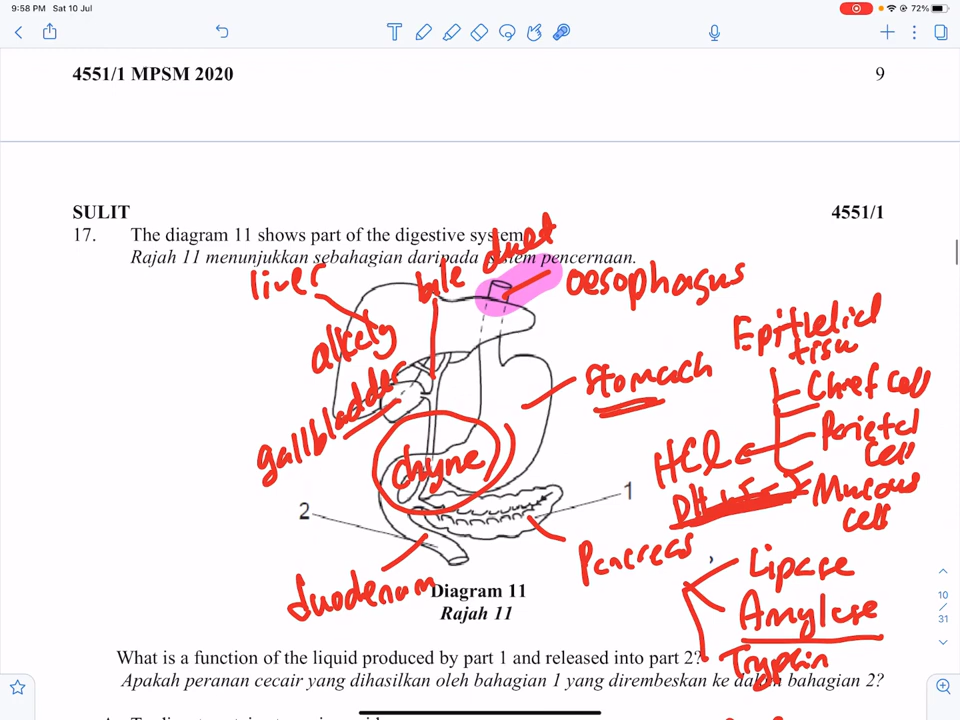 9:58 PM Sat 10 Jul
72%
4551/1 MPSM 2020
9
SULIT
4551/1
17. The diagram 11 shows part of the digestive system.
Rajah 11 menunjukkan sebahagian daripada sistem pencernaan.
liver
bile duct
oesophagus
Epithelial
tissu
Chief cell
gallbladder
Stomach
Parietal
cell
HCl
chyme
Mucous
cell
1
2
Pancreas
Lipase
duodenum
Diagram 11
Amylase
Rajah 11
Trypsin
What is a function of the liquid produced by part 1 and released into part 2?
Apakah peranan cecair yang dihasilkan oleh bahagian 1 yang dirembeskan ke dalam bahagian 2?
10
/
31